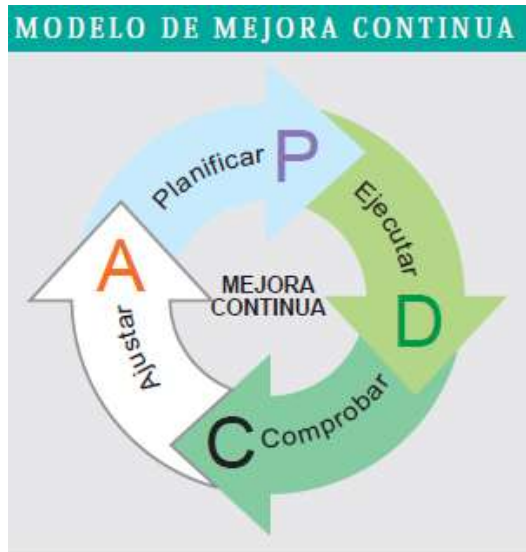 MODELO DE MEJORA CONTINUA
Planificar
P
Ejecutar
D
Comprobar
C
Ajustar
A
MEJORA
CONTINUA